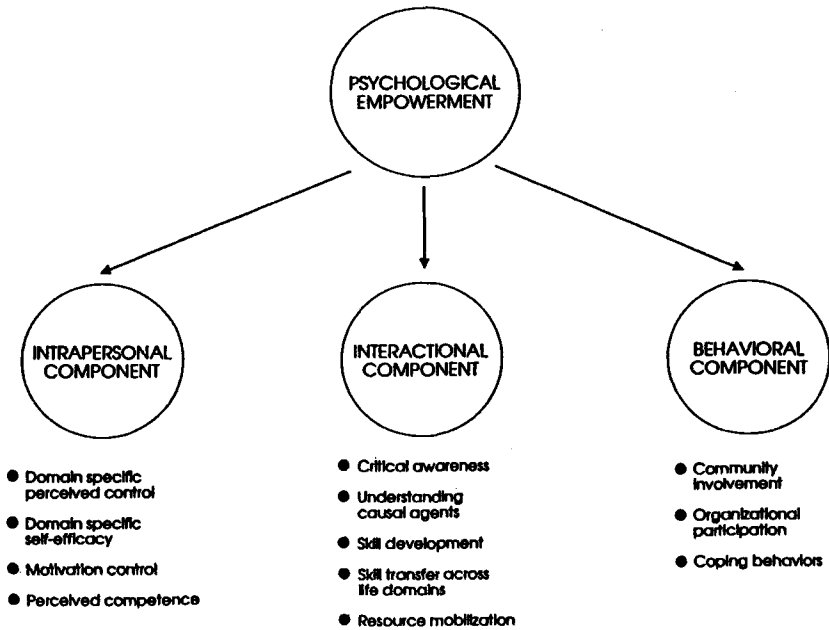 PSYCHOLOGICAL
EMPOWERMENT
INTRAPERSONAL
COMPONENT
INTERACTIONAL
COMPONENT
BEHAVIORAL
COMPONENT
● Domain specific
perceived control
● Domain specific
self-efficacy
● Motivation control
● Perceived competence
● Critical awareness
● Understanding
causal agents
● Skill development
● Skill transfer across
life domains
● Resource mobilization
● Community
involvement
● Organizational
participation
● Coping behaviors